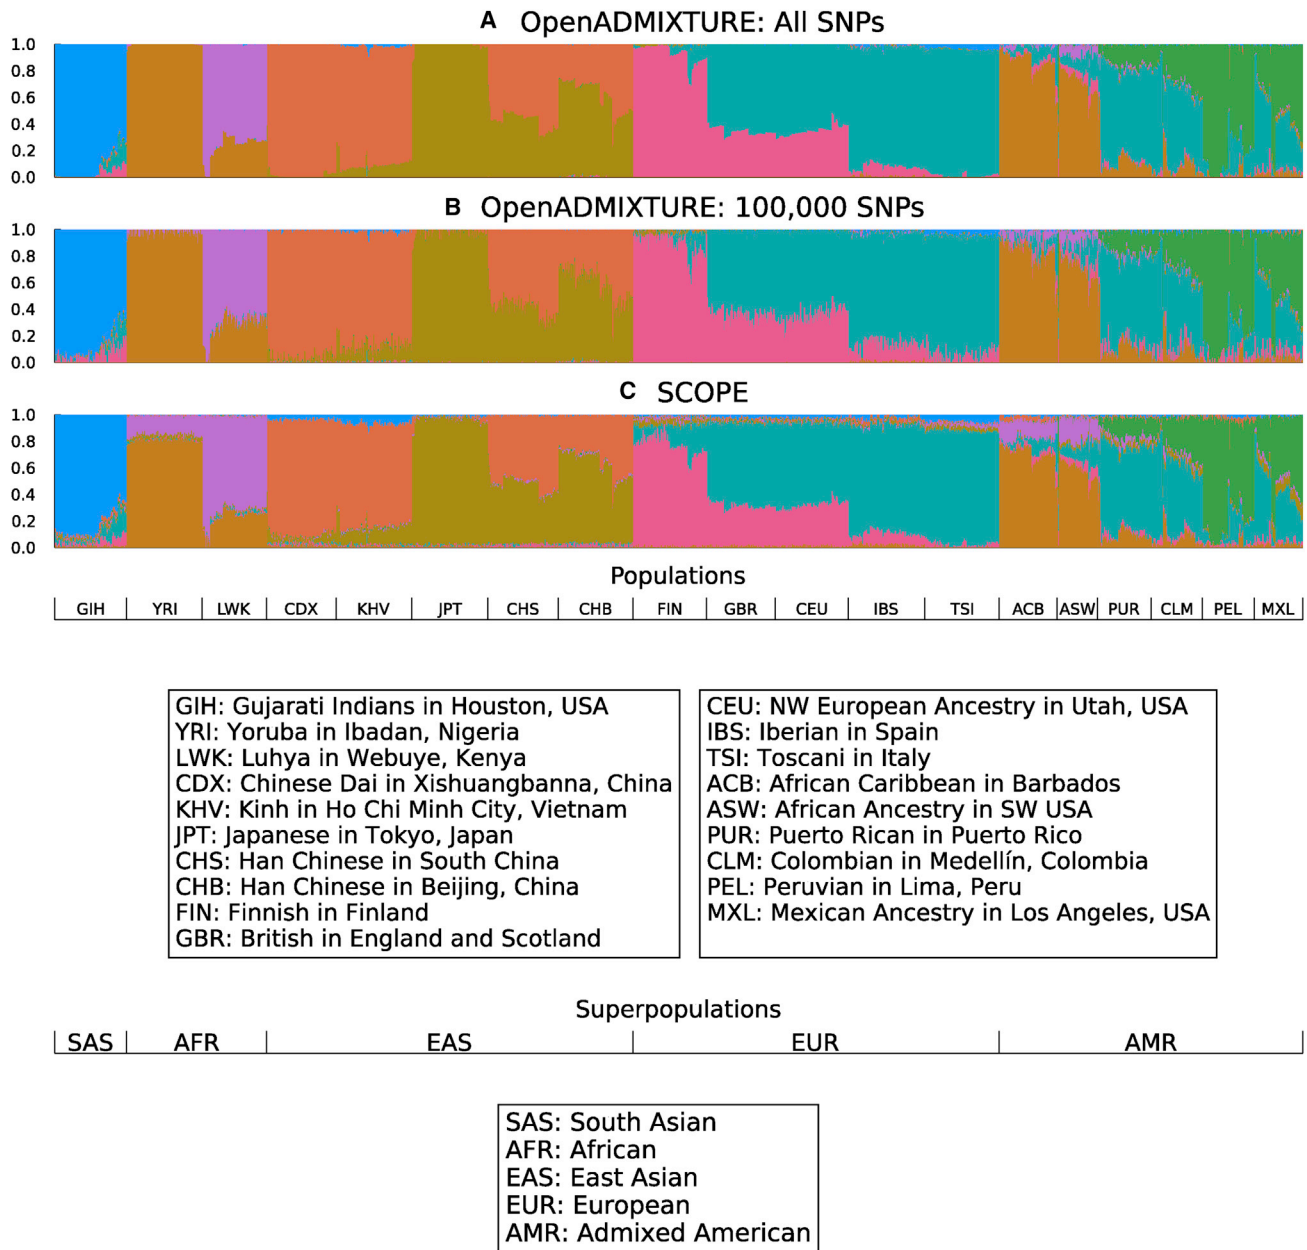 A OpenADMIXTURE: All SNPs
1.0
0.8
0.6
0.4
0.2
0.0
B OpenADMIXTURE: 100,000 SNPs
1.0
0.8
0.6
0.4
0.2
0.0
C SCOPE
1.0
0.8
0.6
0.4
0.2
0.0
Populations
GIH YRI LWK CDX KHV JPT CHS CHB FIN GBR CEU IBS TSI ACB ASW PUR CLM PEL MXL
GIH: Gujarati Indians in Houston, USA
YRI: Yoruba in Ibadan, Nigeria
LWK: Luhya in Webuye, Kenya
CDX: Chinese Dai in Xishuangbanna, China
KHV: Kinh in Ho Chi Minh City, Vietnam
JPT: Japanese in Tokyo, Japan
CHS: Han Chinese in South China
CHB: Han Chinese in Beijing, China
FIN: Finnish in Finland
GBR: British in England and Scotland
CEU: NW European Ancestry in Utah, USA
IBS: Iberian in Spain
TSI: Toscani in Italy
ACB: African Caribbean in Barbados
ASW: African Ancestry in SW USA
PUR: Puerto Rican in Puerto Rico
CLM: Colombian in Medellín, Colombia
PEL: Peruvian in Lima, Peru
MXL: Mexican Ancestry in Los Angeles, USA
Superpopulations
SAS AFR EAS EUR AMR
SAS: South Asian
AFR: African
EAS: East Asian
EUR: European
AMR: Admixed American